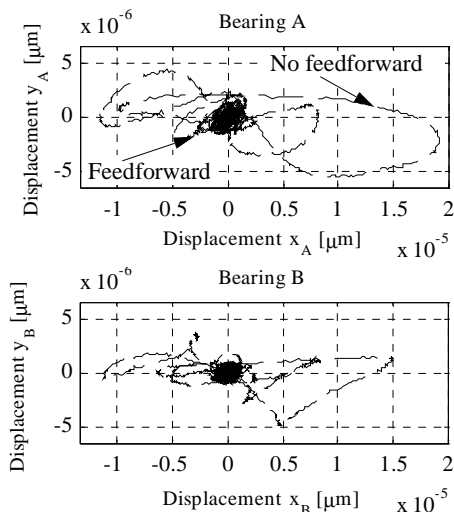 x 10⁻⁶
Bearing A
Displacement y_A [μm]
5
0
-5
No feedforward
Feedforward
-1 -0.5 0 0.5 1 1.5 2
Displacement x_A [μm]
x 10⁻⁵
x 10⁻⁶
Bearing B
Displacement y_B [μm]
5
0
-5
-1 -0.5 0 0.5 1 1.5 2
Displacement x_B [μm]
x 10⁻⁵